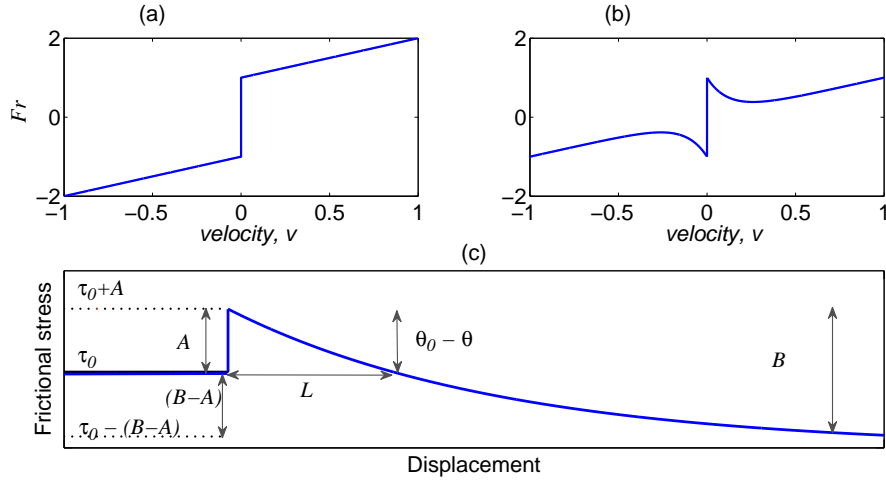 (a)
(b)
2
0
−2
Fr
−1
−0.5
0
0.5
1
velocity, v
2
0
−2
−1
−0.5
0
0.5
1
velocity, v
(c)
Frictional stress
τ0+A
A
τ0
θ0 − θ
B
L
(B−A)
τ0 − (B−A)
Displacement